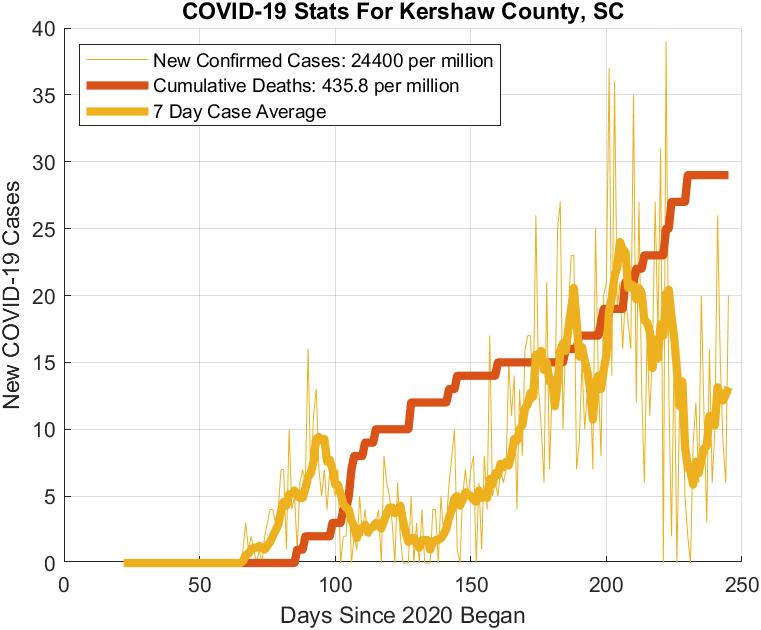 COVID-19 Stats For Kershaw County, SC
New Confirmed Cases: 24400 per million
Cumulative Deaths: 435.8 per million
7 Day Case Average
40
35
30
25
20
15
10
5
0
New COVID-19 Cases
0 50 100 150 200 250
Days Since 2020 Began